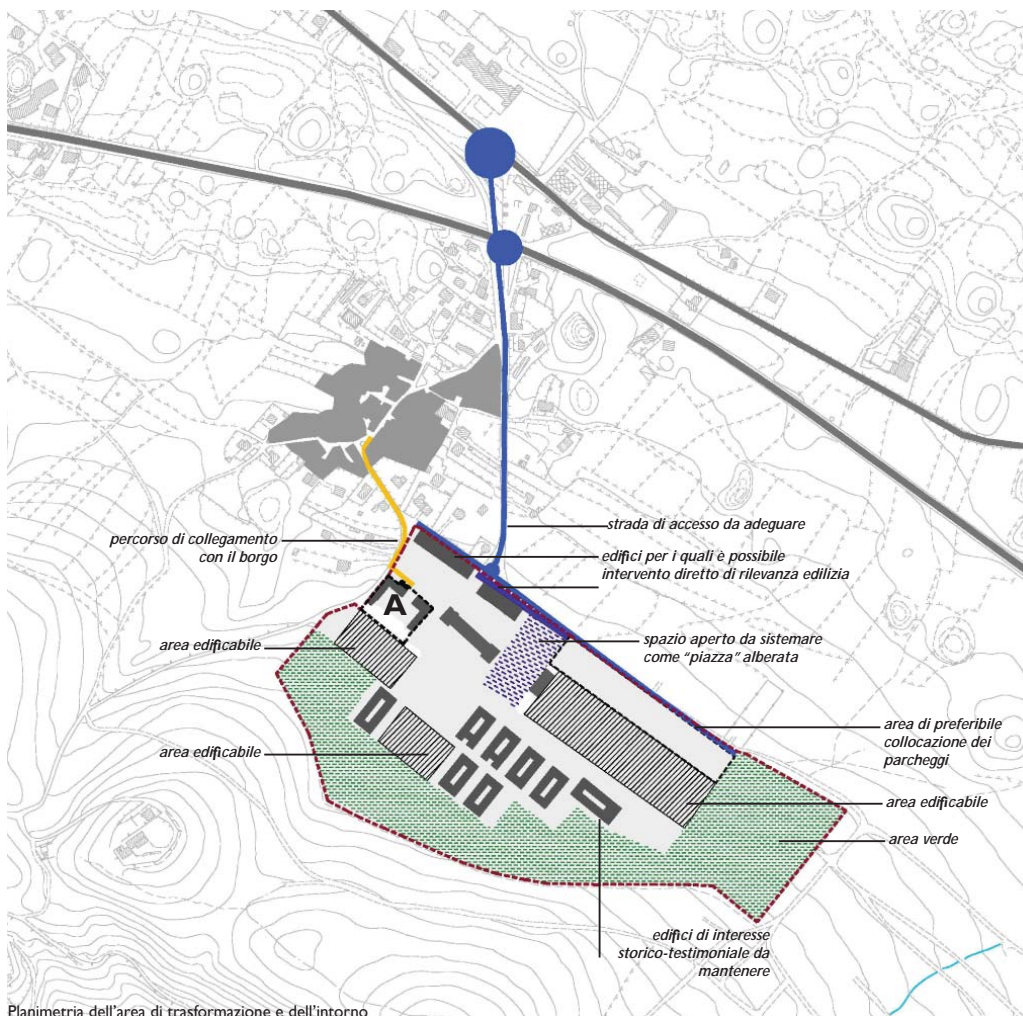 strada di accesso da adeguare
percorso di collegamento
con il borgo
edifici per i quali è possibile
intervento diretto di rilevanza edilizia
A
area edificabile
spazio aperto da sistemare
come "piazza" alberata
area edificabile
area di preferibile
collocazione dei
parcheggi
area edificabile
area verde
edifici di interesse
storico-testimoniale da
mantenere
Planimetria dell'area di trasformazione e dell'intorno